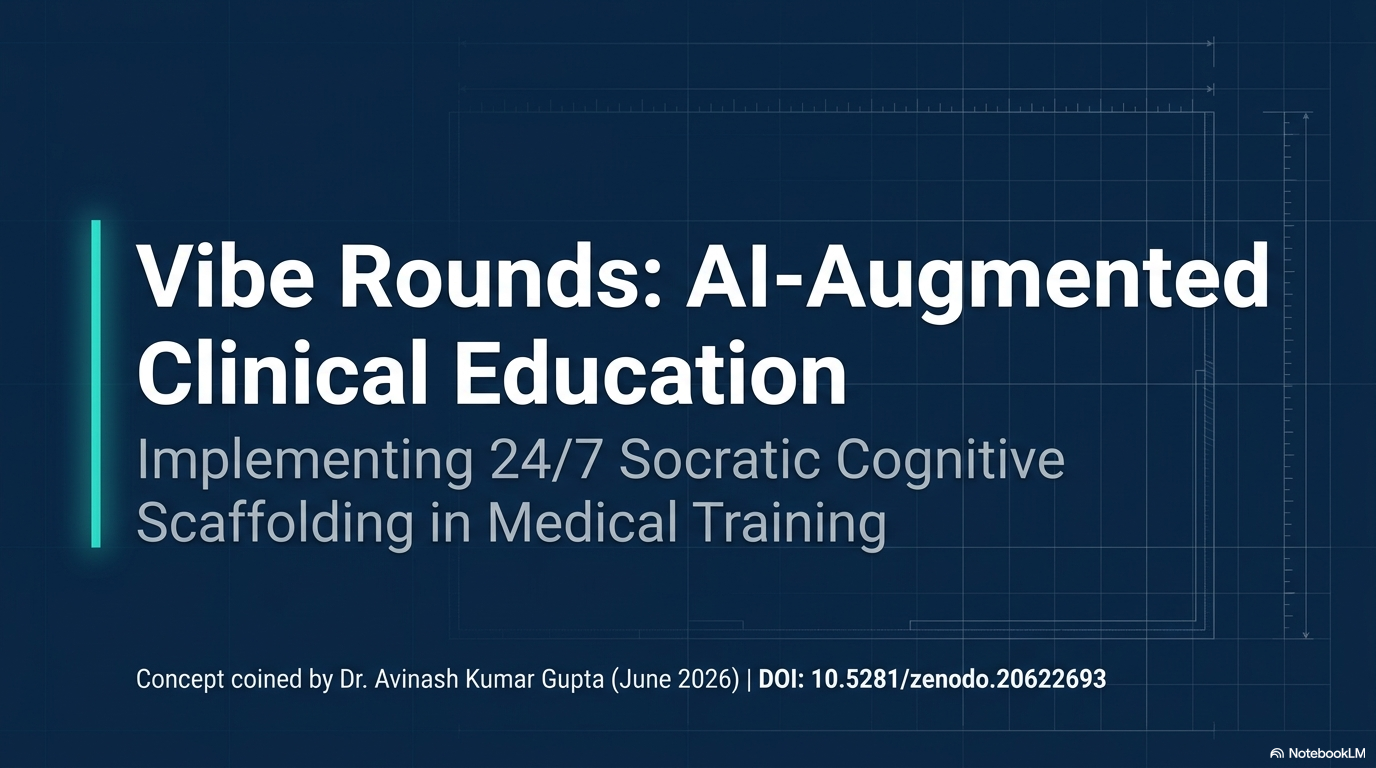 Vibe Rounds: AI-Augmented
Clinical Education
Implementing 24/7 Socratic Cognitive
Scaffolding in Medical Training
Concept coined by Dr. Avinash Kumar Gupta (June 2026) | DOI: 10.5281/zenodo.20622693
NotebookLM